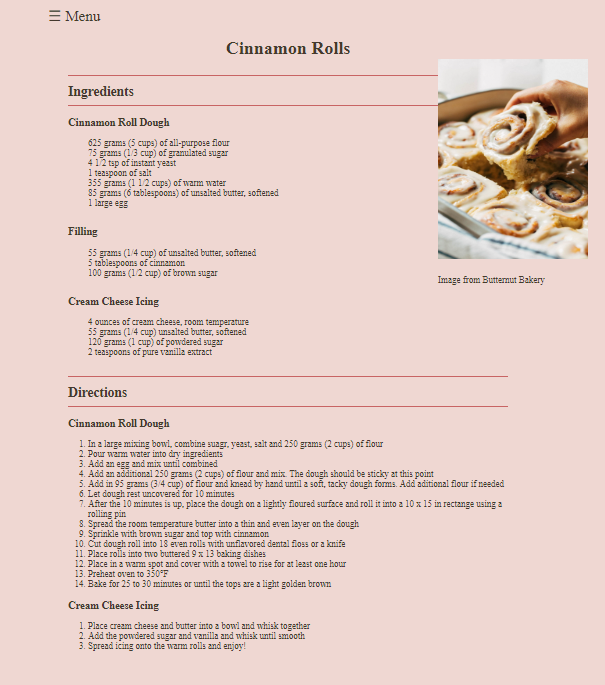 ☰ Menu
Cinnamon Rolls
Ingredients
Cinnamon Roll Dough
625 grams (5 cups) of all-purpose flour
75 grams (1/3 cup) of granulated sugar
4 1/2 tsp of instant yeast
1 teaspoon of salt
355 grams (1 1/2 cups) of warm water
85 grams (6 tablespoons) of unsalted butter, softened
1 large egg
Filling
55 grams (1/4 cup) of unsalted butter, softened
5 tablespoons of cinnamon
100 grams (1/2 cup) of brown sugar
Image from Butternut Bakery
Cream Cheese Icing
4 ounces of cream cheese, room temperature
55 grams (1/4 cup) unsalted butter, softened
120 grams (1 cup) of powdered sugar
2 teaspoons of pure vanilla extract
Directions
Cinnamon Roll Dough
1. In a large mixing bowl, combine suagr, yeast, salt and 250 grams (2 cups) of flour
2. Pour warm water into dry ingredients
3. Add an egg and mix until combined
4. Add an additional 250 grams (2 cups) of flour and mix. The dough should be sticky at this point
5. Add in 95 grams (3/4 cup) of flour and knead by hand until a soft, tacky dough forms. Add aditional flour if needed
6. Let dough rest uncovered for 10 minutes
7. After the 10 minutes is up, place the dough on a lightly floured surface and roll it into a 10 x 15 in rectange using a
rolling pin
8. Spread the room temperature butter into a thin and even layer on the dough
9. Sprinkle with brown sugar and top with cinnamon
10. Cut dough roll into 18 even rolls with unflavored dental floss or a knife
11. Place rolls into two buttered 9 x 13 baking dishes
12. Place in a warm spot and cover with a towel to rise for at least one hour
13. Preheat oven to 350°F
14. Bake for 25 to 30 minutes or until the tops are a light golden brown
Cream Cheese Icing
1. Place cream cheese and butter into a bowl and whisk together
2. Add the powdered sugar and vanilla and whisk until smooth
3. Spread icing onto the warm rolls and enjoy!